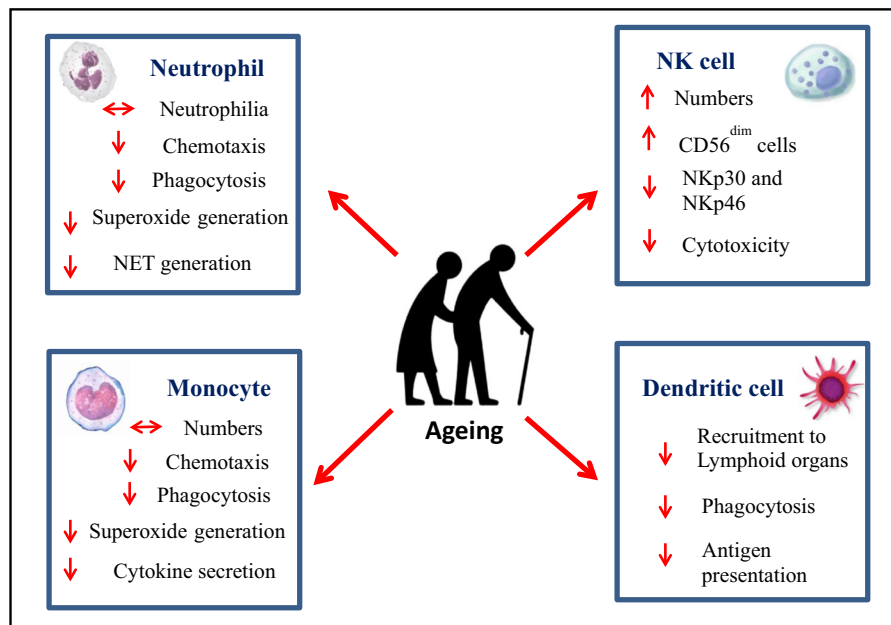 Neutrophil
↔ Neutrophilia
↓ Chemotaxis
↓ Phagocytosis
↓ Superoxide generation
↓ NET generation
NK cell
↑ Numbers
↑ CD56dim cells
↓ NKp30 and
NKp46
↓ Cytotoxicity
Ageing
Monocyte
↔ Numbers
↓ Chemotaxis
↓ Phagocytosis
↓ Superoxide generation
↓ Cytokine secretion
Dendritic cell
↓ Recruitment to
Lymphoid organs
↓ Phagocytosis
↓ Antigen
presentation